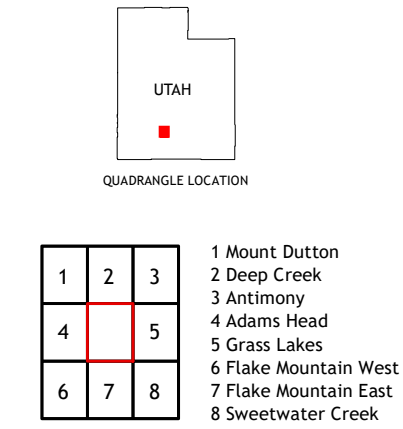 UTAH
QUADRANGLE LOCATION
1 2 3
4 5
6 7 8
1 Mount Dutton
2 Deep Creek
3 Antimony
4 Adams Head
5 Grass Lakes
6 Flake Mountain West
7 Flake Mountain East
8 Sweetwater Creek